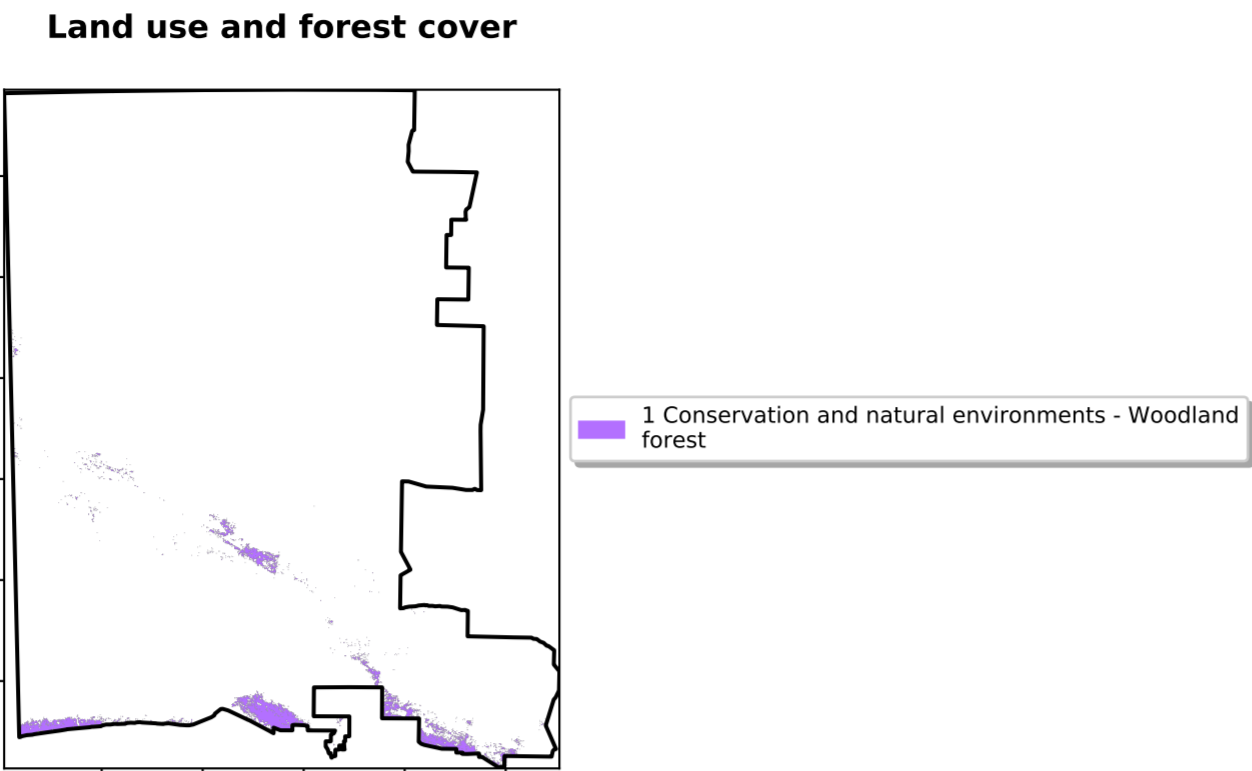 Land use and forest cover
1 Conservation and natural environments - Woodland
forest